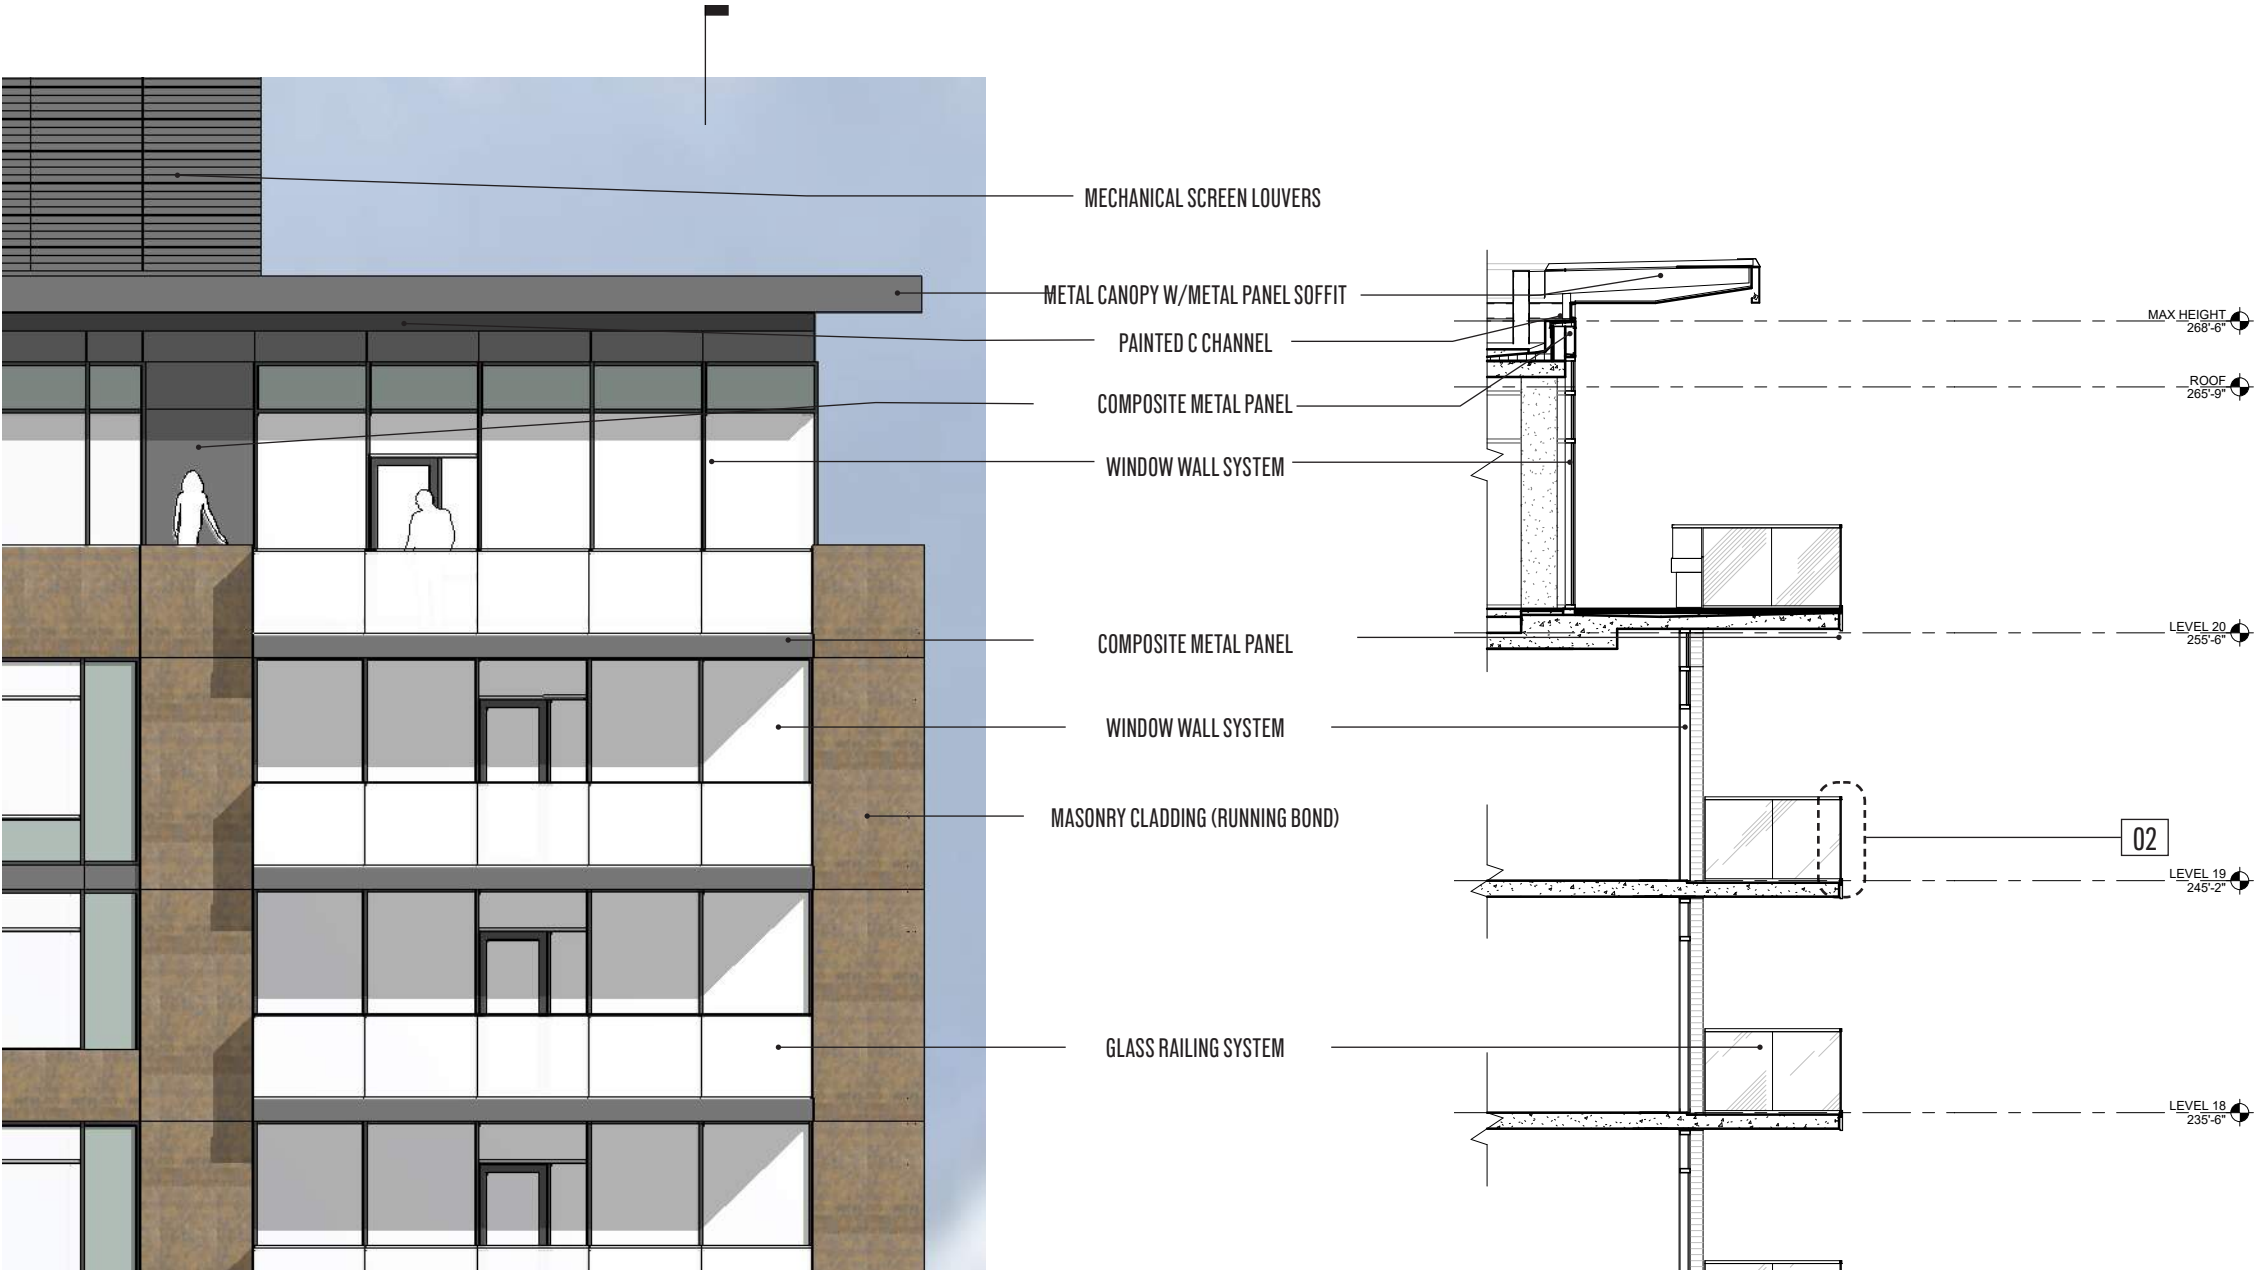 MECHANICAL SCREEN LOUVERS
METAL CANOPY W/METAL PANEL SOFFIT
PAINTED C CHANNEL
COMPOSITE METAL PANEL
WINDOW WALL SYSTEM
COMPOSITE METAL PANEL
WINDOW WALL SYSTEM
MASONRY CLADDING (RUNNING BOND)
GLASS RAILING SYSTEM
MAX HEIGHT
268'-6"
ROOF
265'-9"
LEVEL 20
255'-6"
02
LEVEL 19
245'-2"
LEVEL 18
235'-6"